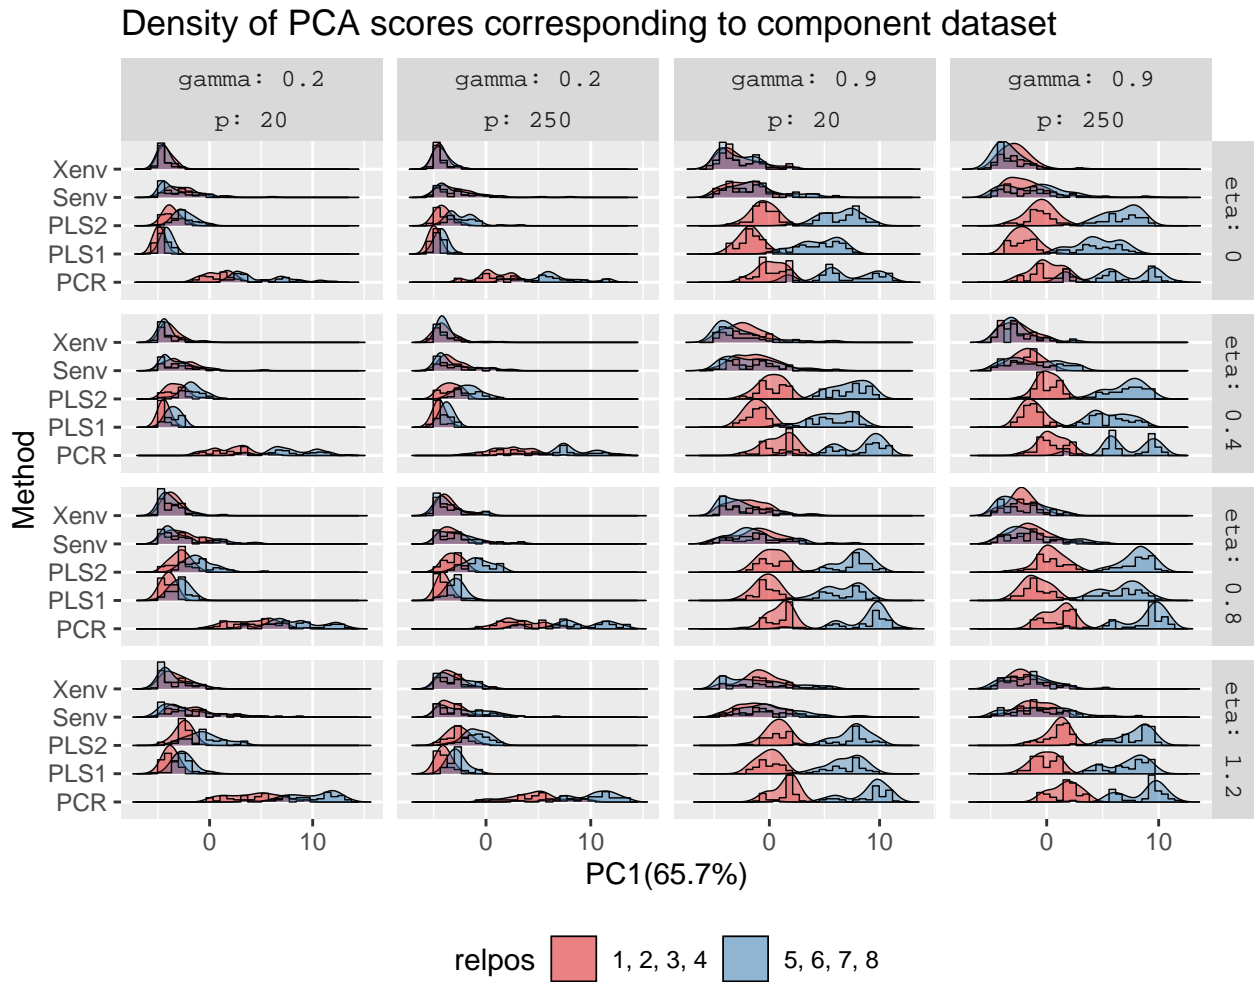 Density of PCA scores corresponding to component dataset
gamma: 0.2 gamma: 0.2 gamma: 0.9 gamma: 0.9
p: 20 p: 250 p: 20 p: 250
Xenv
Senv
PLS2
PLS1
PCR
eta: 0
Xenv
Senv
PLS2
PLS1
PCR
eta: 0.4
Method
Xenv
Senv
PLS2
PLS1
PCR
eta: 0.8
Xenv
Senv
PLS2
PLS1
PCR
eta: 1.2
0 10 0 10 0 10 0 10
PC1(65.7%)
relpos 1, 2, 3, 4 5, 6, 7, 8